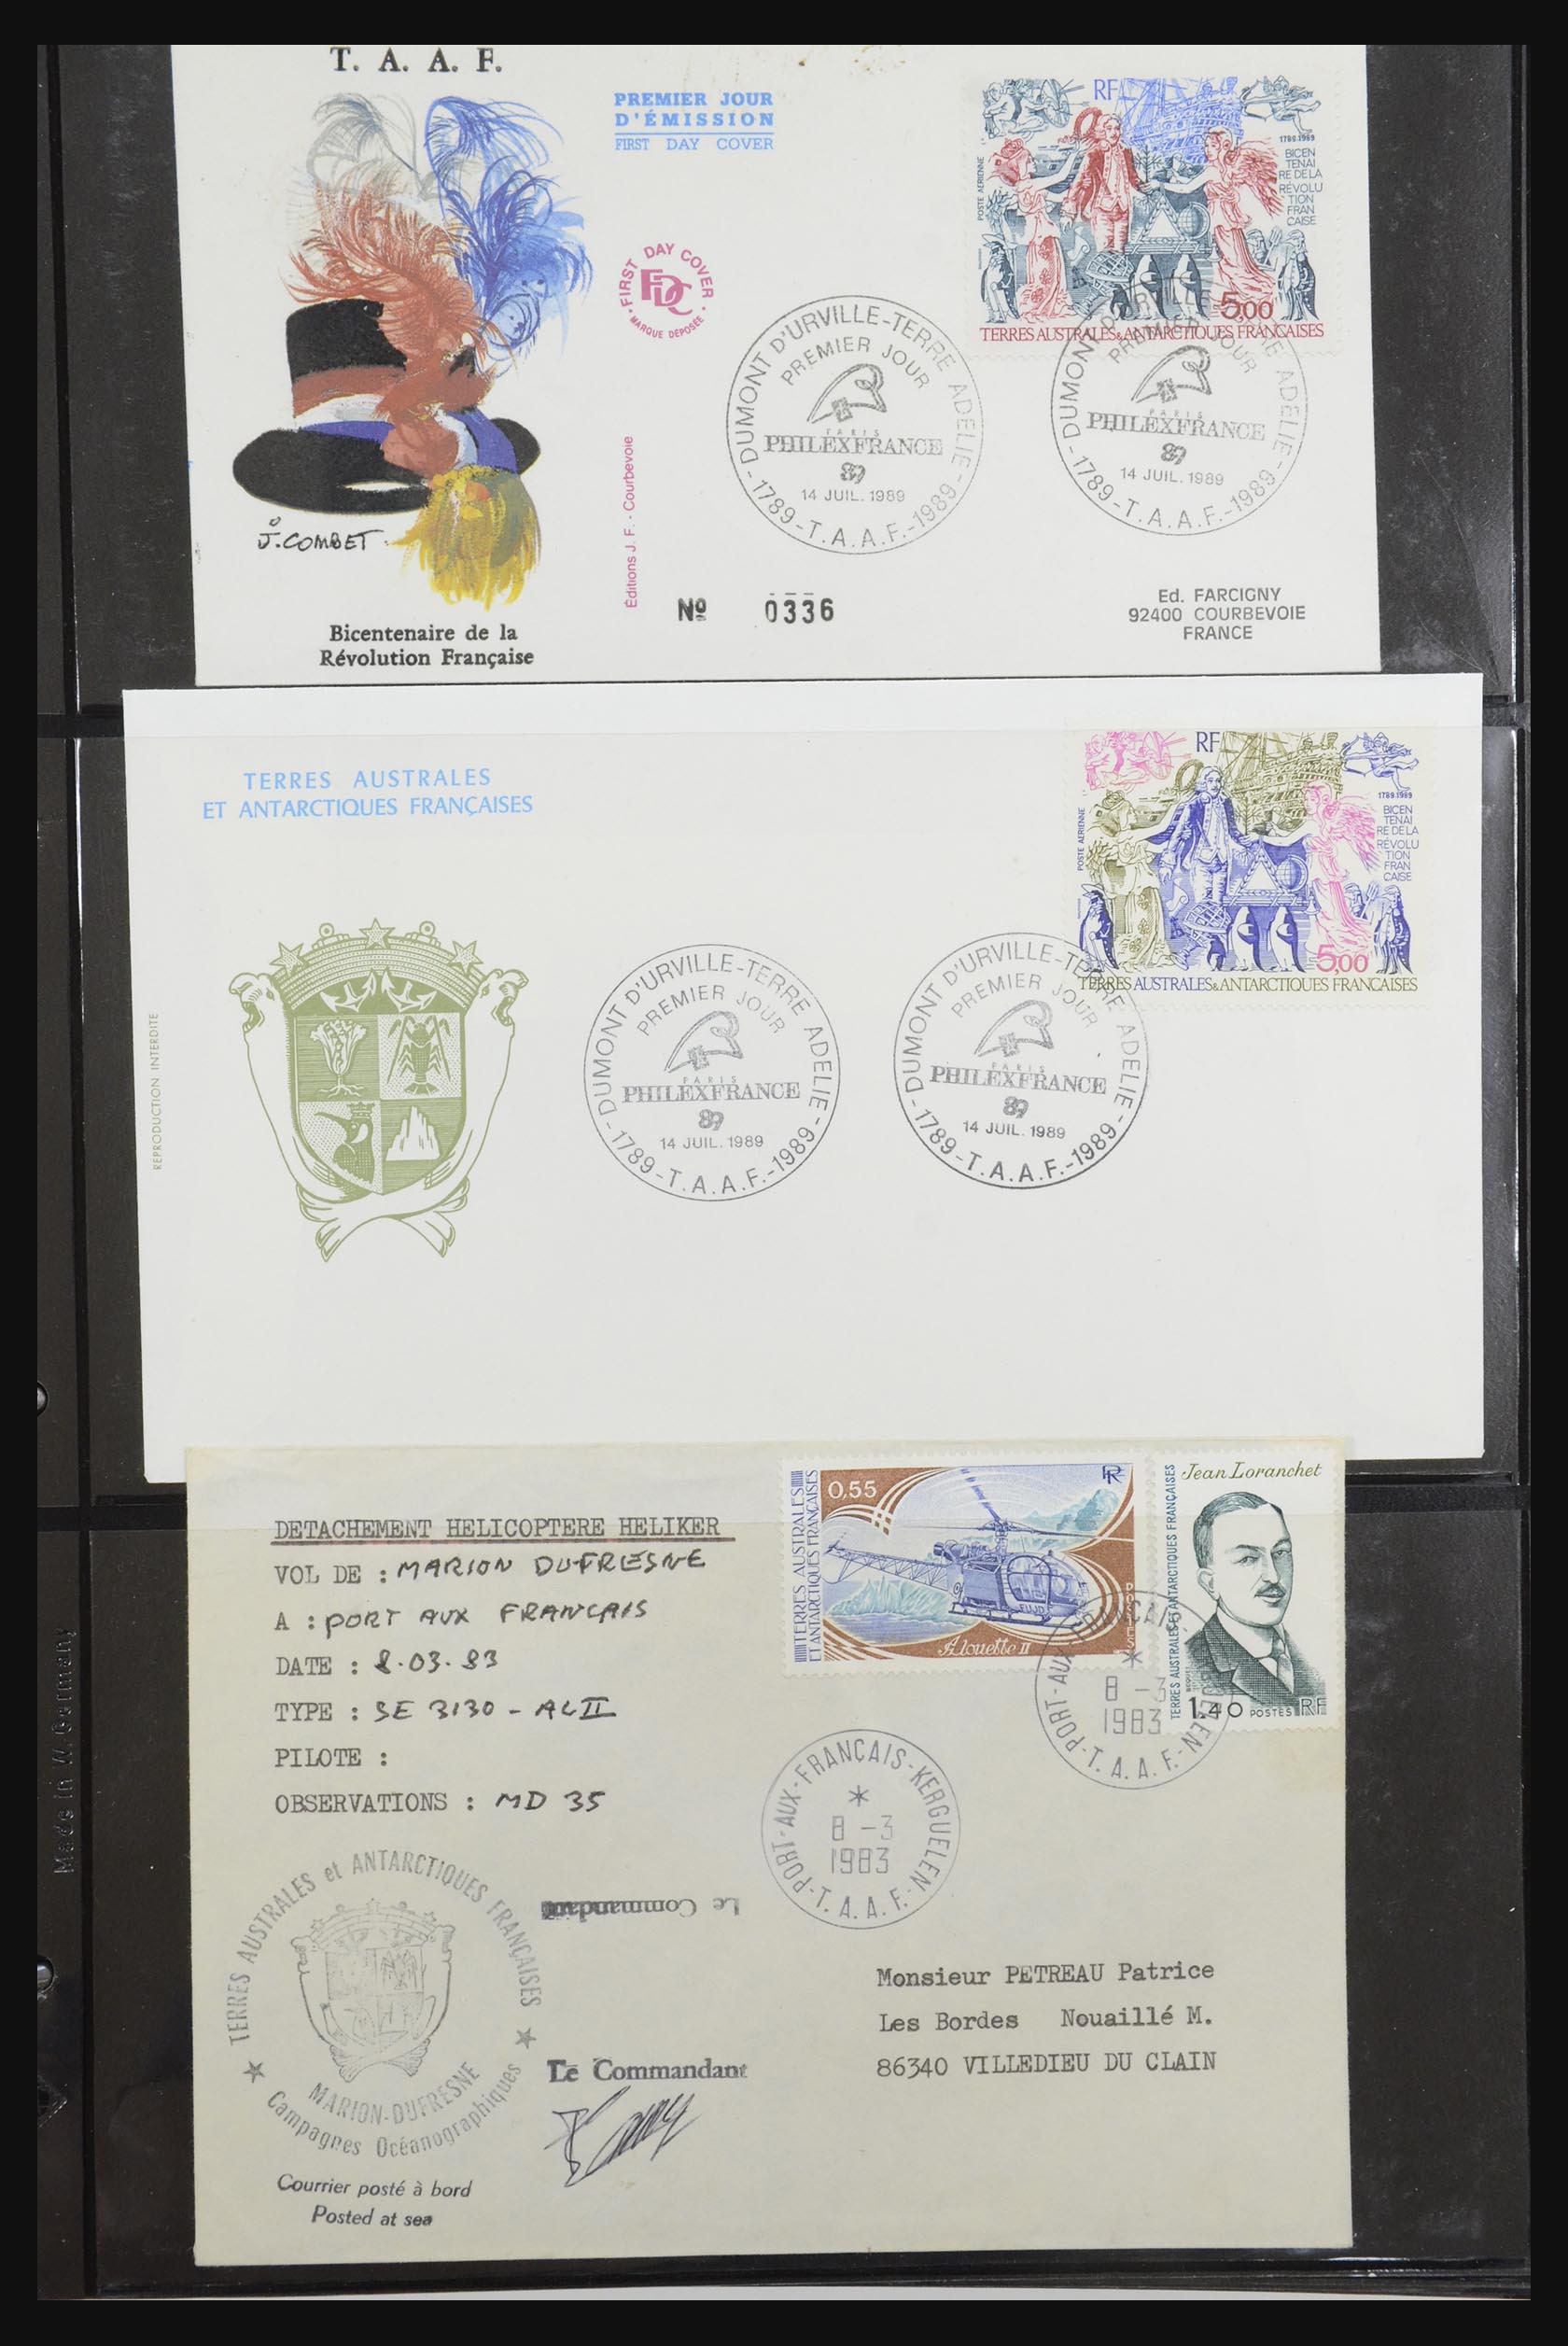 T. A. A. F.
PREMIER JOUR
D'ÉMISSION
FIRST DAY COVER
FIRST DAY COVER
FDC
MARQUE DEPOSÉE
Éditions J. F. - Courbevoie
J. COMBET
Bicentenaire de la
Révolution Française
RF
POSTE AERIENNE
1789.1989
BICEN
TENAI
RE DE LA
RÉVOLU
TION
FRAN
CAISE
5,00
TERRES AUSTRALES & ANTARCTIQUES FRANÇAISES
DUMONT D'URVILLE-TERRE ADELIE
PREMIER JOUR
PARIS
PHILEXFRANCE
89
14 JUIL. 1989
-1789-T.A.A.F.-1989-
DUMONT D'URVILLE-TERRE ADELIE
PREMIER JOUR
PARIS
PHILEXFRANCE
89
14 JUIL. 1989
-1789-T.A.A.F.-1989-
Nº 0336
Ed. FARCIGNY
92400 COURBEVOIE
FRANCE
TERRES AUSTRALES
ET ANTARCTIQUES FRANÇAISES
REPRODUCTION INTERDITE
RF
POSTE AERIENNE
1789.1989
BICEN
TENAI
RE DE LA
RÉVOLU
TION
FRAN
CAISE
5,00
TERRES AUSTRALES & ANTARCTIQUES FRANCAISES
DUMONT D'URVILLE-TERRE ADELIE
PREMIER JOUR
PARIS
PHILEXFRANCE
89
14 JUIL. 1989
-1789-T.A.A.F.-1989-
DUMONT D'URVILLE-TERRE ADELIE
PREMIER JOUR
PARIS
PHILEXFRANCE
89
14 JUIL. 1989
-1789-T.A.A.F.-1989-
DETACHEMENT HELICOPTERE HELIKER
VOL DE : MARION DUFRESNE
A : PORT AUX FRANCAIS
DATE : 8.03.83
TYPE : SE 3130 - AL II
PILOTE :
OBSERVATIONS : MD 35
TERRES AUSTRALES
ET ANTARCTIQUES FRANÇAISES
0,55
RF
Alouette II
POSTES
Jean Loranchet
TERRES AUSTRALES ET ANTARCTIQUES FRANÇAISES
1,40 POSTES RF
PORT-AUX-FRANÇAIS-KERGUELEN
*
8 -3
1983
-T.A.A.F.-
PORT-AUX-FRANÇAIS-KERGUELEN
*
8 -3
1983
-T.A.A.F.-
TERRES AUSTRALES et ANTARCTIQUES FRANÇAISES
MARION-DUFRESNE
Campagnes Océanographiques
Le Commandant
Le Commandant
Monsieur PETREAU Patrice
Les Bordes Nouaillé M.
86340 VILLEDIEU DU CLAIN
Courrier posté à bord
Posted at sea
Made in W. Germany